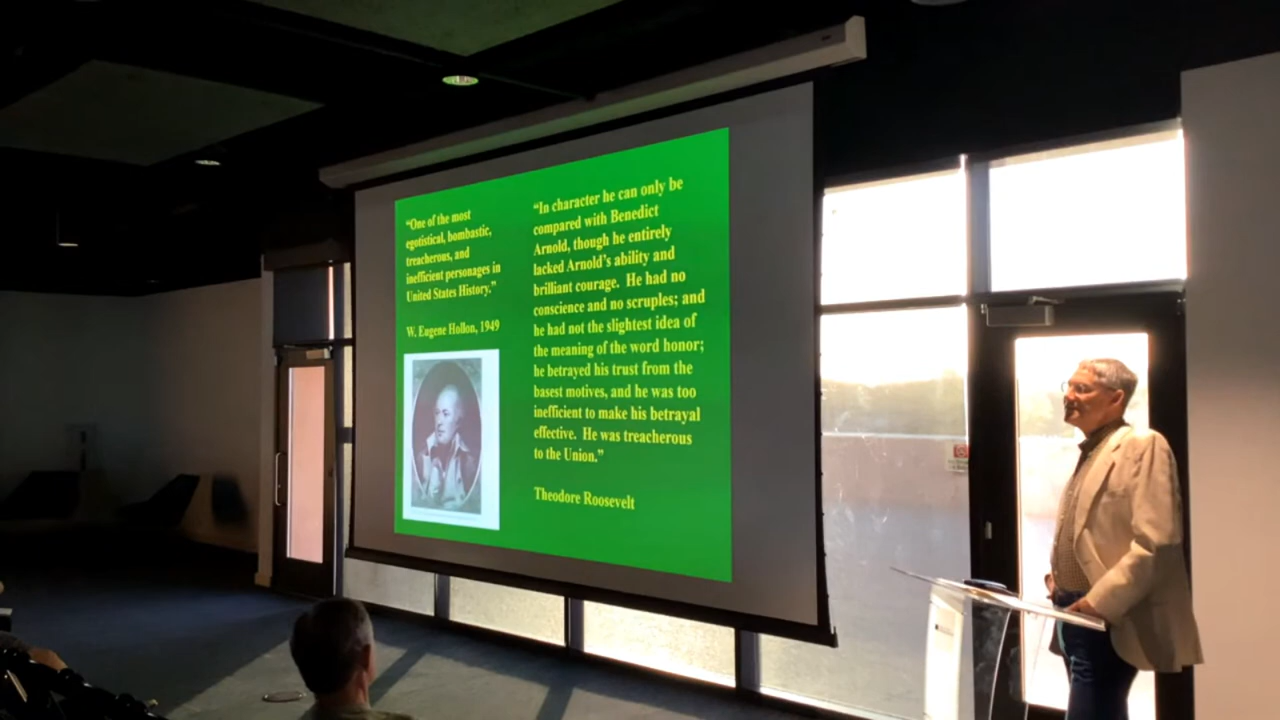 “One of the most
egotistical, bombastic,
treacherous, and
inefficient personages in
United States History.”
W. Eugene Hollon, 1949
“In character he can only be
compared with Benedict
Arnold, though he entirely
lacked Arnold’s ability and
brilliant courage. He had no
conscience and no scruples; and
he had not the slightest idea of
the meaning of the word honor;
he betrayed his trust from the
basest motives, and he was too
inefficient to make his betrayal
effective. He was treacherous
to the Union.”
Theodore Roosevelt